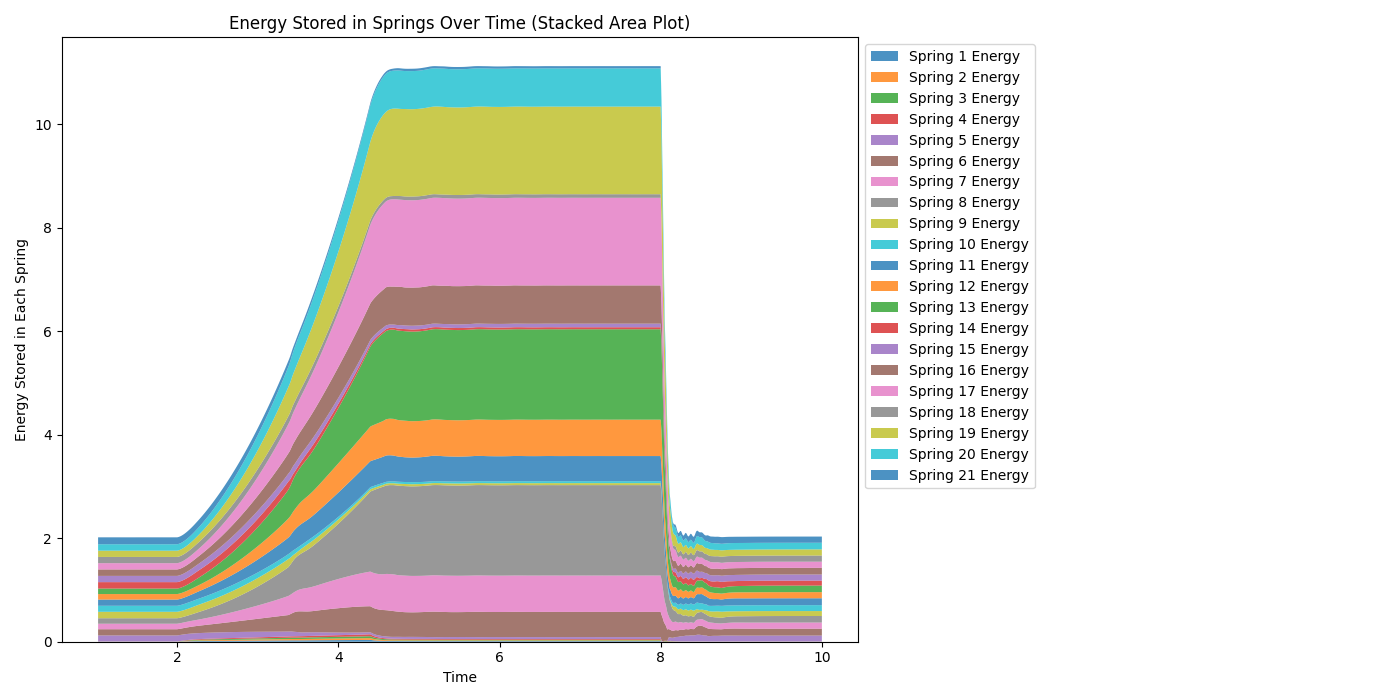 Energy Stored in Springs Over Time (Stacked Area Plot)
Energy Stored in Each Spring
10
8
6
4
2
0
2
4
6
8
10
Time
Spring 1 Energy
Spring 2 Energy
Spring 3 Energy
Spring 4 Energy
Spring 5 Energy
Spring 6 Energy
Spring 7 Energy
Spring 8 Energy
Spring 9 Energy
Spring 10 Energy
Spring 11 Energy
Spring 12 Energy
Spring 13 Energy
Spring 14 Energy
Spring 15 Energy
Spring 16 Energy
Spring 17 Energy
Spring 18 Energy
Spring 19 Energy
Spring 20 Energy
Spring 21 Energy